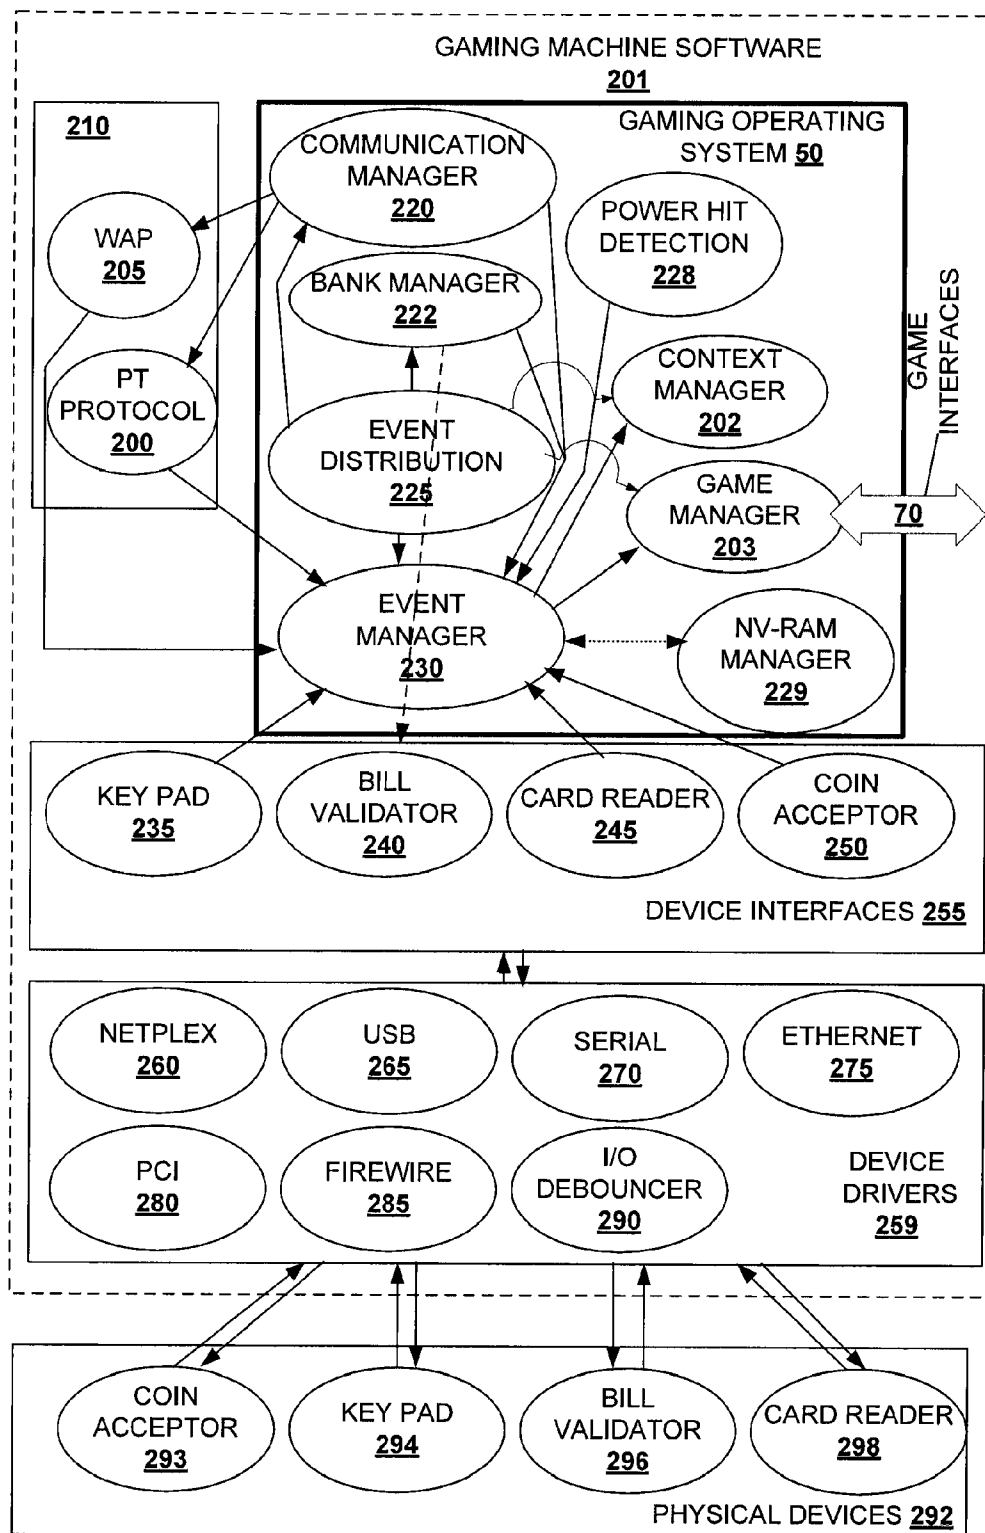 GAMING MACHINE SOFTWARE
201
210
GAMING OPERATING
SYSTEM 50
COMMUNICATION
MANAGER
220
POWER HIT
DETECTION
228
WAP
205
BANK MANAGER
222
GAME
INTERFACES
PT
PROTOCOL
200
CONTEXT
MANAGER
202
EVENT
DISTRIBUTION
225
GAME
MANAGER
203
70
EVENT
MANAGER
230
NV-RAM
MANAGER
229
KEY PAD
235
BILL
VALIDATOR
240
CARD READER
245
COIN
ACCEPTOR
250
DEVICE INTERFACES 255
NETPLEX
260
USB
265
SERIAL
270
ETHERNET
275
PCI
280
FIREWIRE
285
I/O
DEBOUNCER
290
DEVICE
DRIVERS
259
COIN
ACCEPTOR
293
KEY PAD
294
BILL
VALIDATOR
296
CARD READER
298
PHYSICAL DEVICES 292